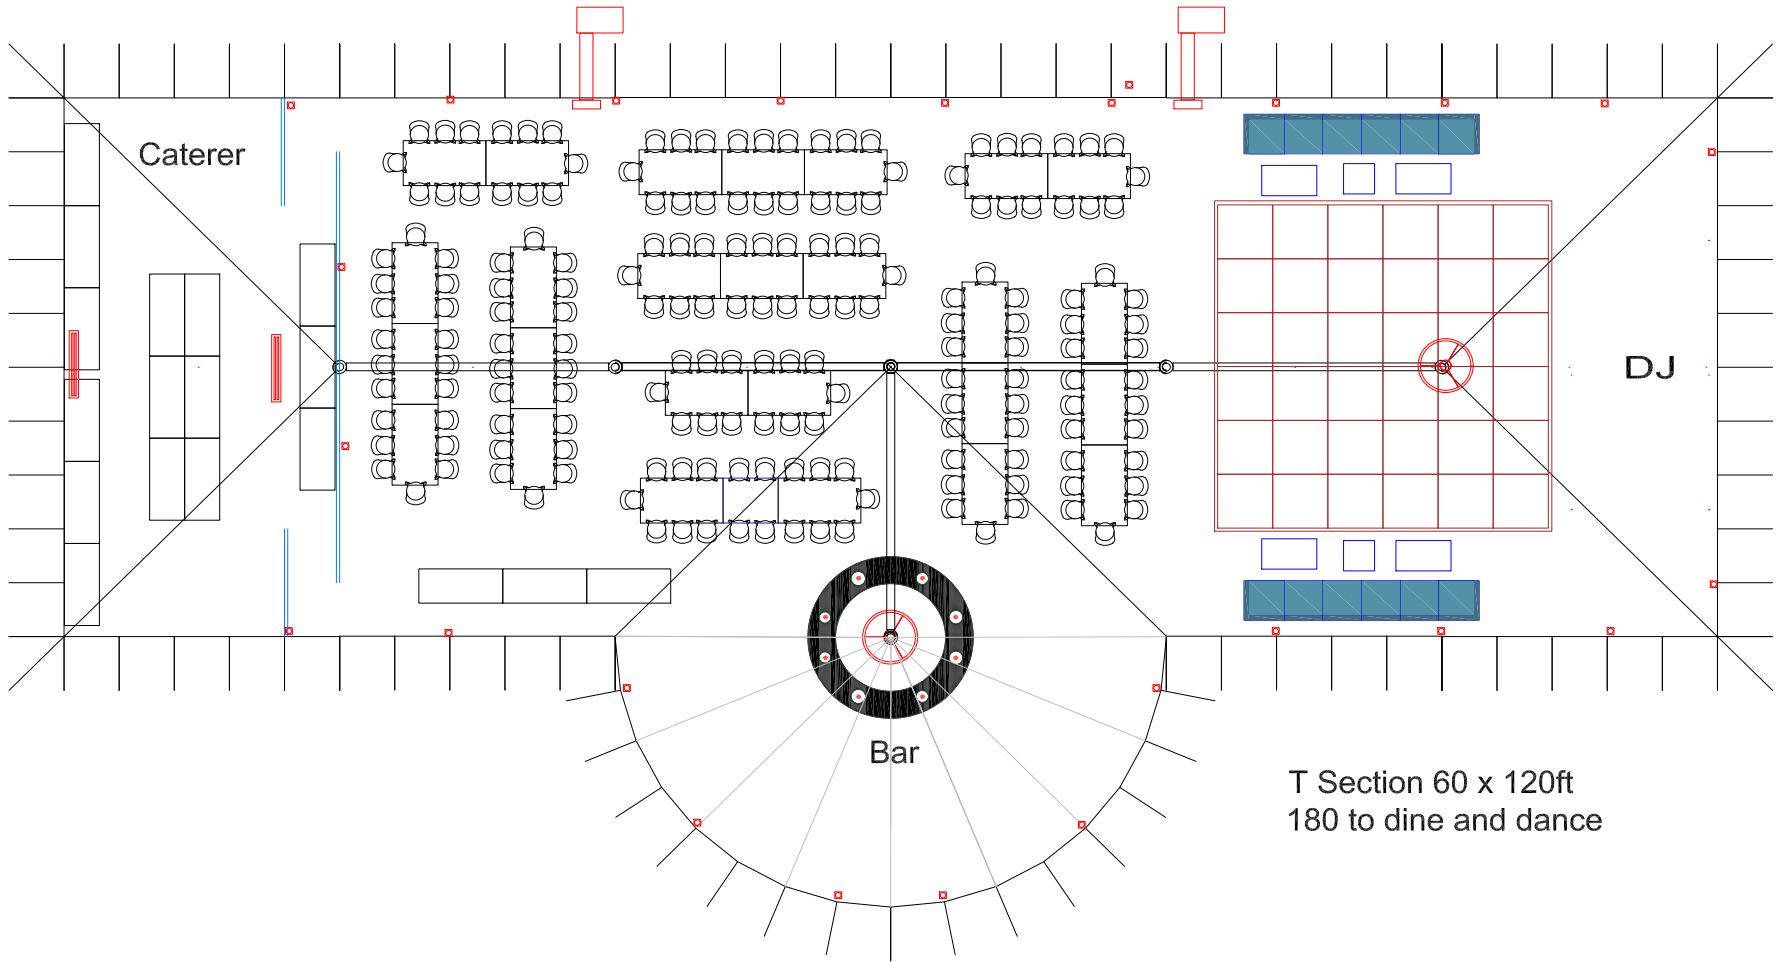 Caterer
DJ
Bar
T Section 60 x 120ft
180 to dine and dance